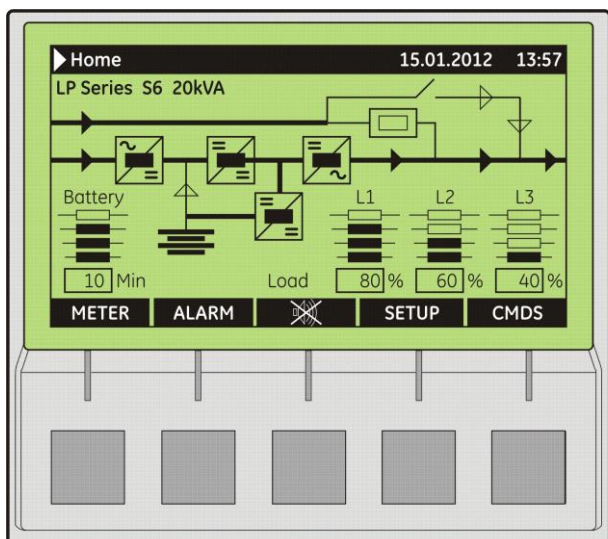 Home 15.01.2012 13:57
LP Series S6 20kVA
Battery L1 L2 L3
10 Min Load 80 % 60 % 40 %
METER ALARM SETUP CMDS